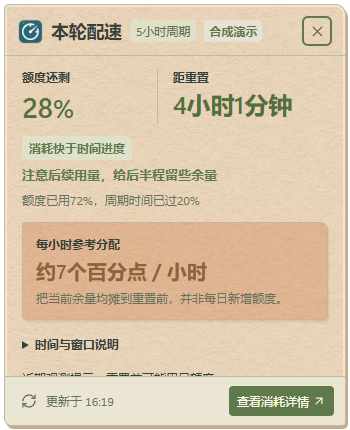 本轮配速 5小时周期 合成演示
额度还剩
28%
距重置
4小时1分钟
消耗快于时间进度
注意后续用量，给后半程留些余量
额度已用72%，周期时间已过20%
每小时参考分配
约7个百分点 / 小时
把当前余量均摊到重置前，并非每日新增额度。
时间与窗口说明
更新于 16:19
查看消耗详情